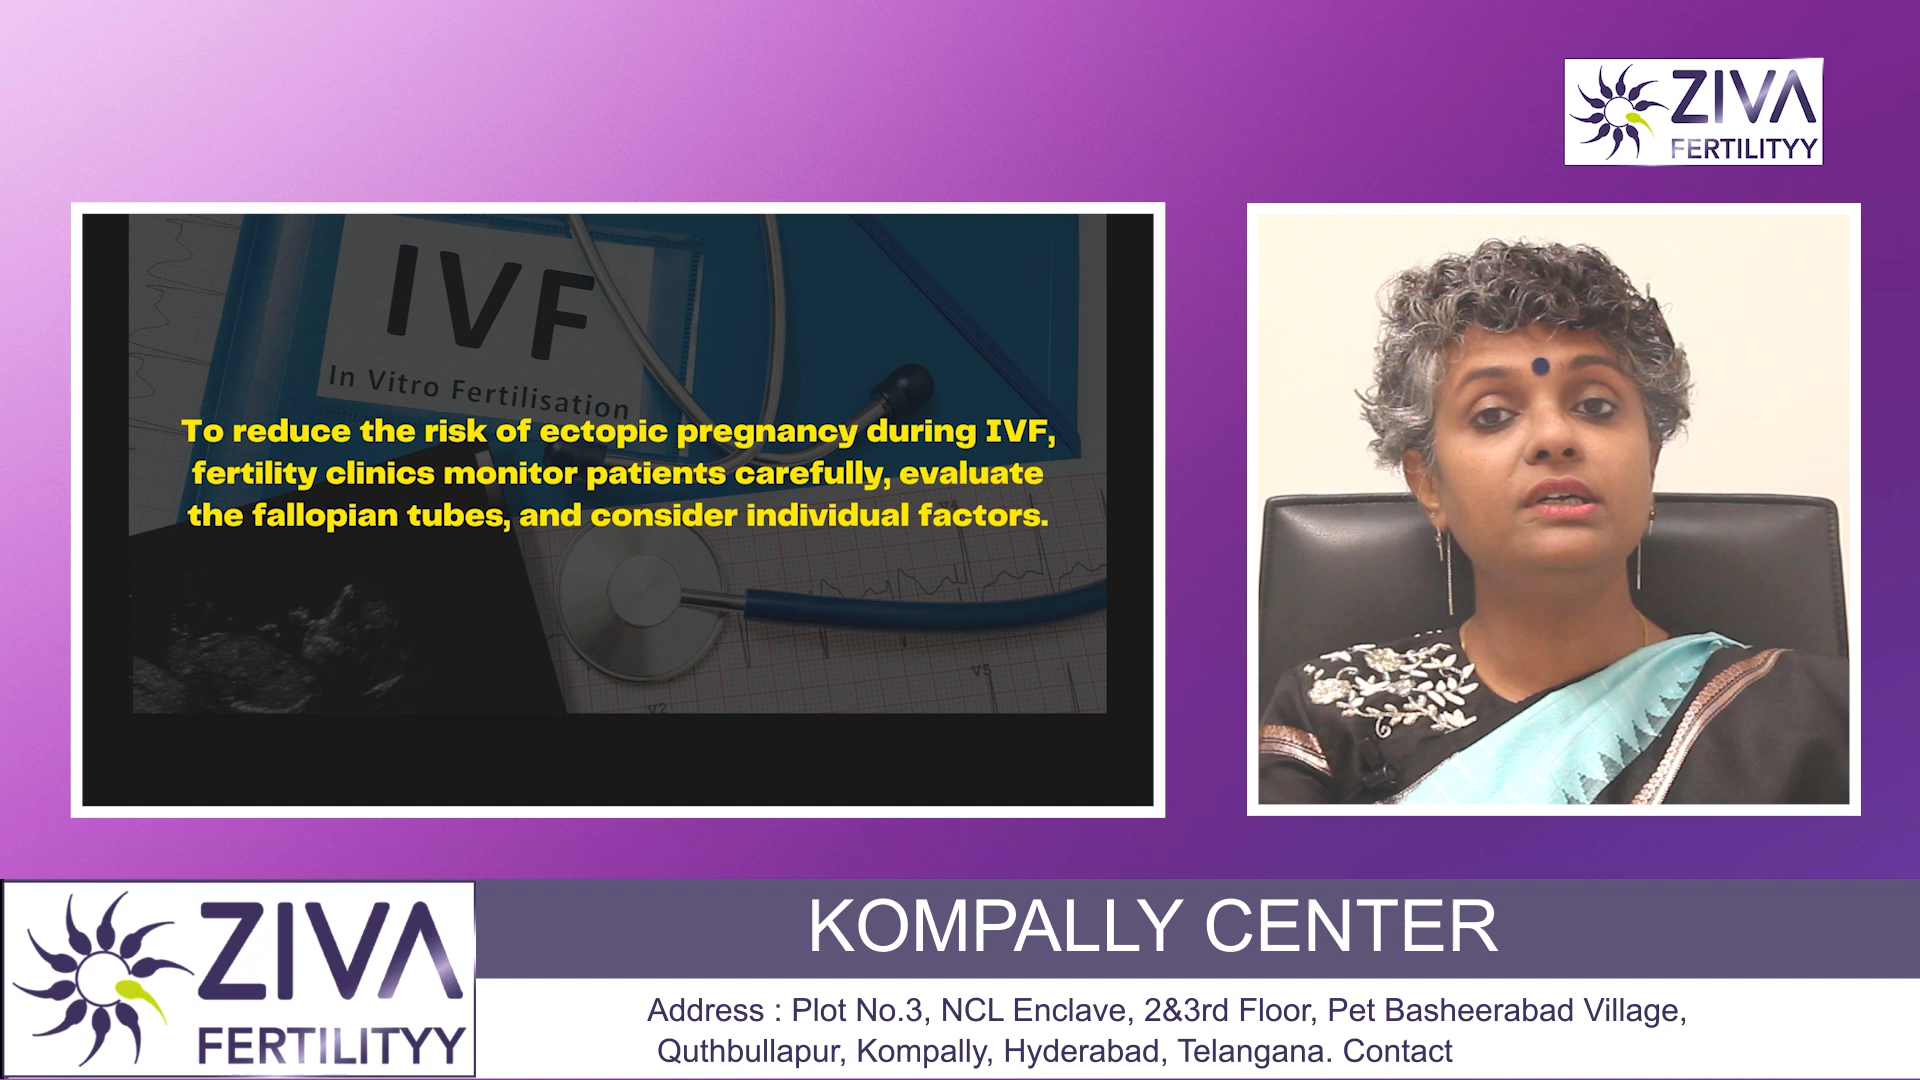 ZIVA
FERTILITYY
IVF
In Vitro Fertilisation
To reduce the risk of ectopic pregnancy during IVF,
fertility clinics monitor patients carefully, evaluate
the fallopian tubes, and consider individual factors.
V5
V2
ZIVA
FERTILITYY
KOMPALLY CENTER
Address : Plot No.3, NCL Enclave, 2&3rd Floor, Pet Basheerabad Village,
Quthbullapur, Kompally, Hyderabad, Telangana. Contact